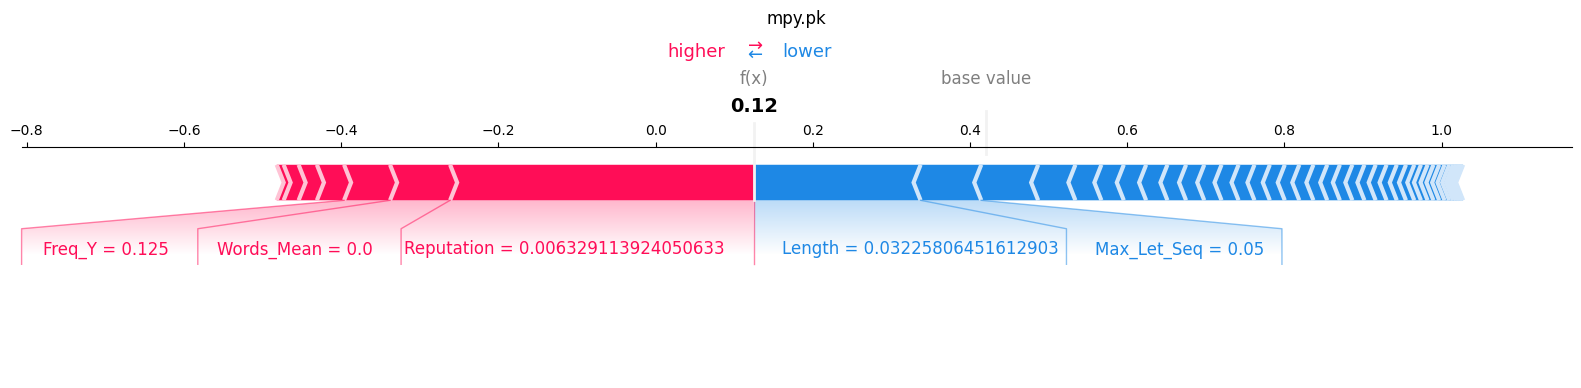 mpy.pk
higher ⇄ lower
f(x) base value
0.12
−0.8 −0.6 −0.4 −0.2 0.0 0.2 0.4 0.6 0.8 1.0
Freq_Y = 0.125 Words_Mean = 0.0 Reputation = 0.006329113924050633 Length = 0.03225806451612903 Max_Let_Seq = 0.05